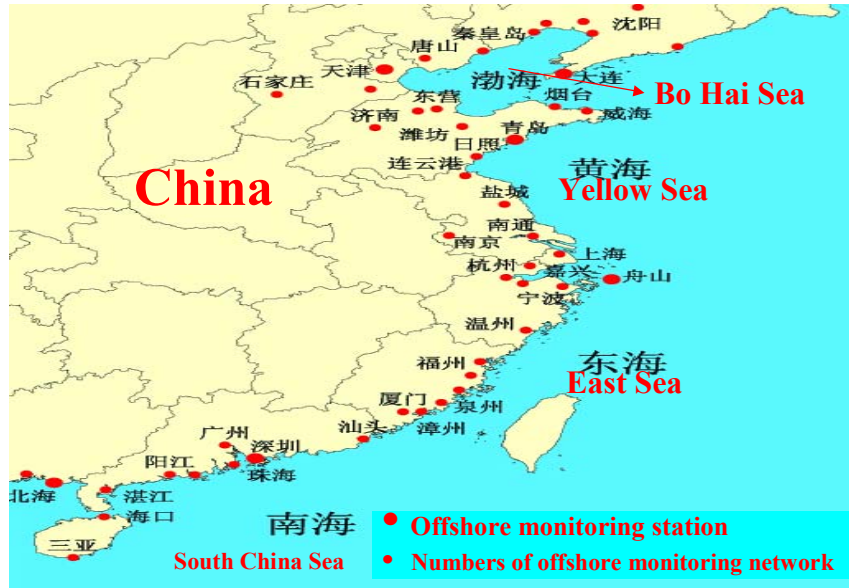 沈阳
秦皇岛
唐山
天津
渤海
大连
石家庄
Bo Hai Sea
东营
烟台
济南
威海
潍坊
青岛
日照
连云港
黄海
China
Yellow Sea
盐城
南通
南京
上海
杭州
嘉兴
舟山
宁波
温州
东海
福州
East Sea
厦门
泉州
漳州
汕头
广州
深圳
阳江
珠海
北海
湛江
海口
南海
三亚
South China Sea
Offshore monitoring station
Numbers of offshore monitoring network